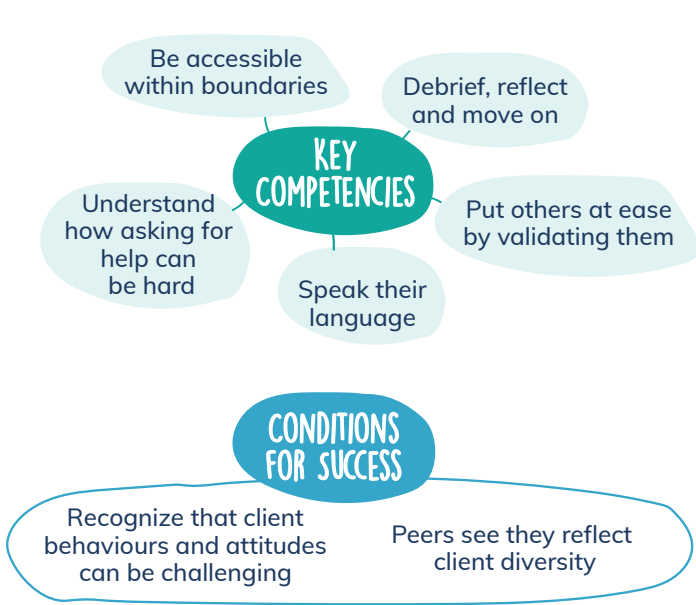 Be accessible
within boundaries
Debrief, reflect
and move on
KEY
COMPETENCIES
Understand
how asking for
help can
be hard
Put others at ease
by validating them
Speak their
language
CONDITIONS
FOR SUCCESS
Recognize that client
behaviours and attitudes
can be challenging
Peers see they reflect
client diversity